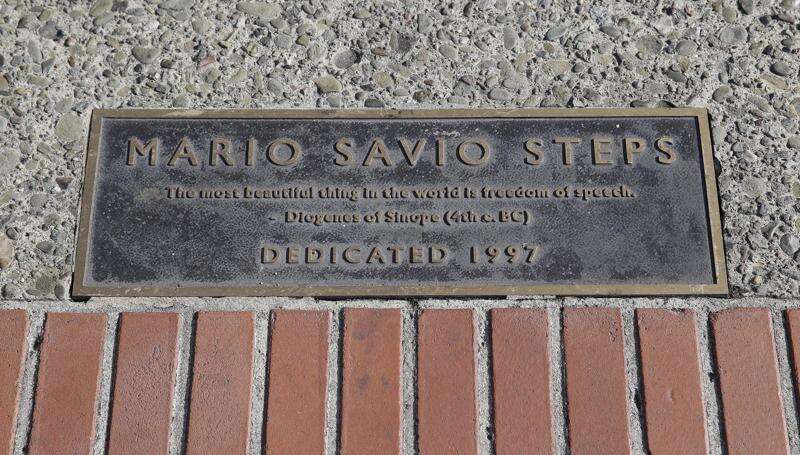 MARIO SAVIO STEPS
The most beautiful thing in the world is freedom of speech.
- Diogenes of Sinope (4th c. BC)
DEDICATED 1997